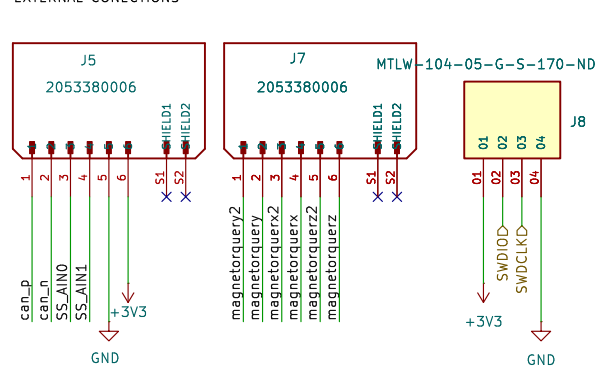 EXTERNAL CONECTIONS
J5
2053380006
SHIELD1
SHIELD2
1
2
3
4
5
6
S1
S2
can_p
can_n
SS_AIN0
SS_AIN1
+3V3
GND
J7
2053380006
SHIELD1
SHIELD2
1
2
3
4
5
6
S1
S2
magnetorquery2
magnetorquery
magnetorquerx2
magnetorquerx
magnetorquerz2
magnetorquerz
MTLW-104-05-G-S-170-ND
J8
01
02
03
04
01
02
03
04
SWDIO
SWDCLK
+3V3
GND